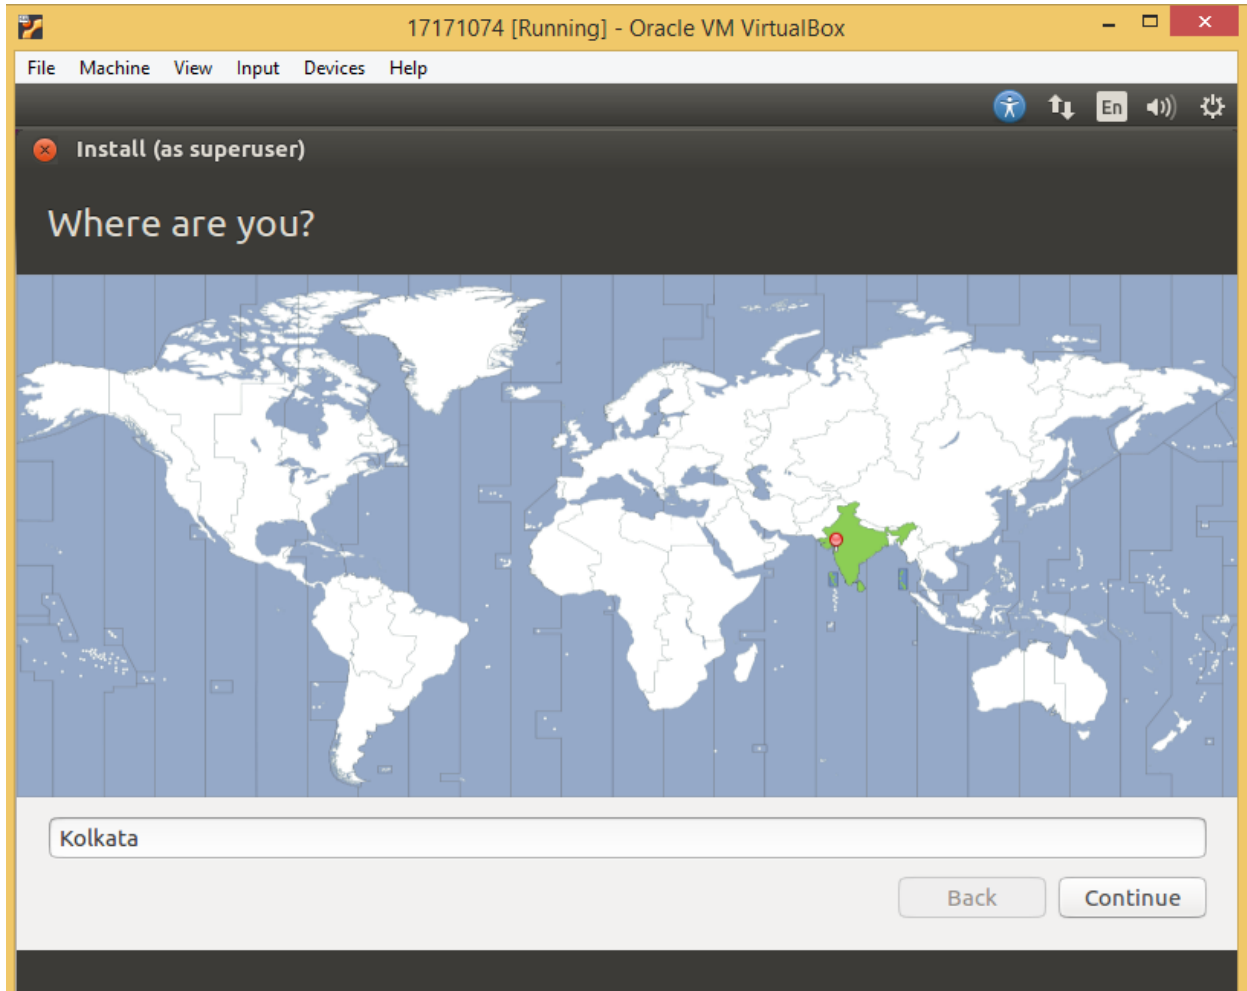 17171074 [Running] - Oracle VM VirtualBox
File Machine View Input Devices Help
En
Install (as superuser)
Where are you?
Kolkata
Back Continue